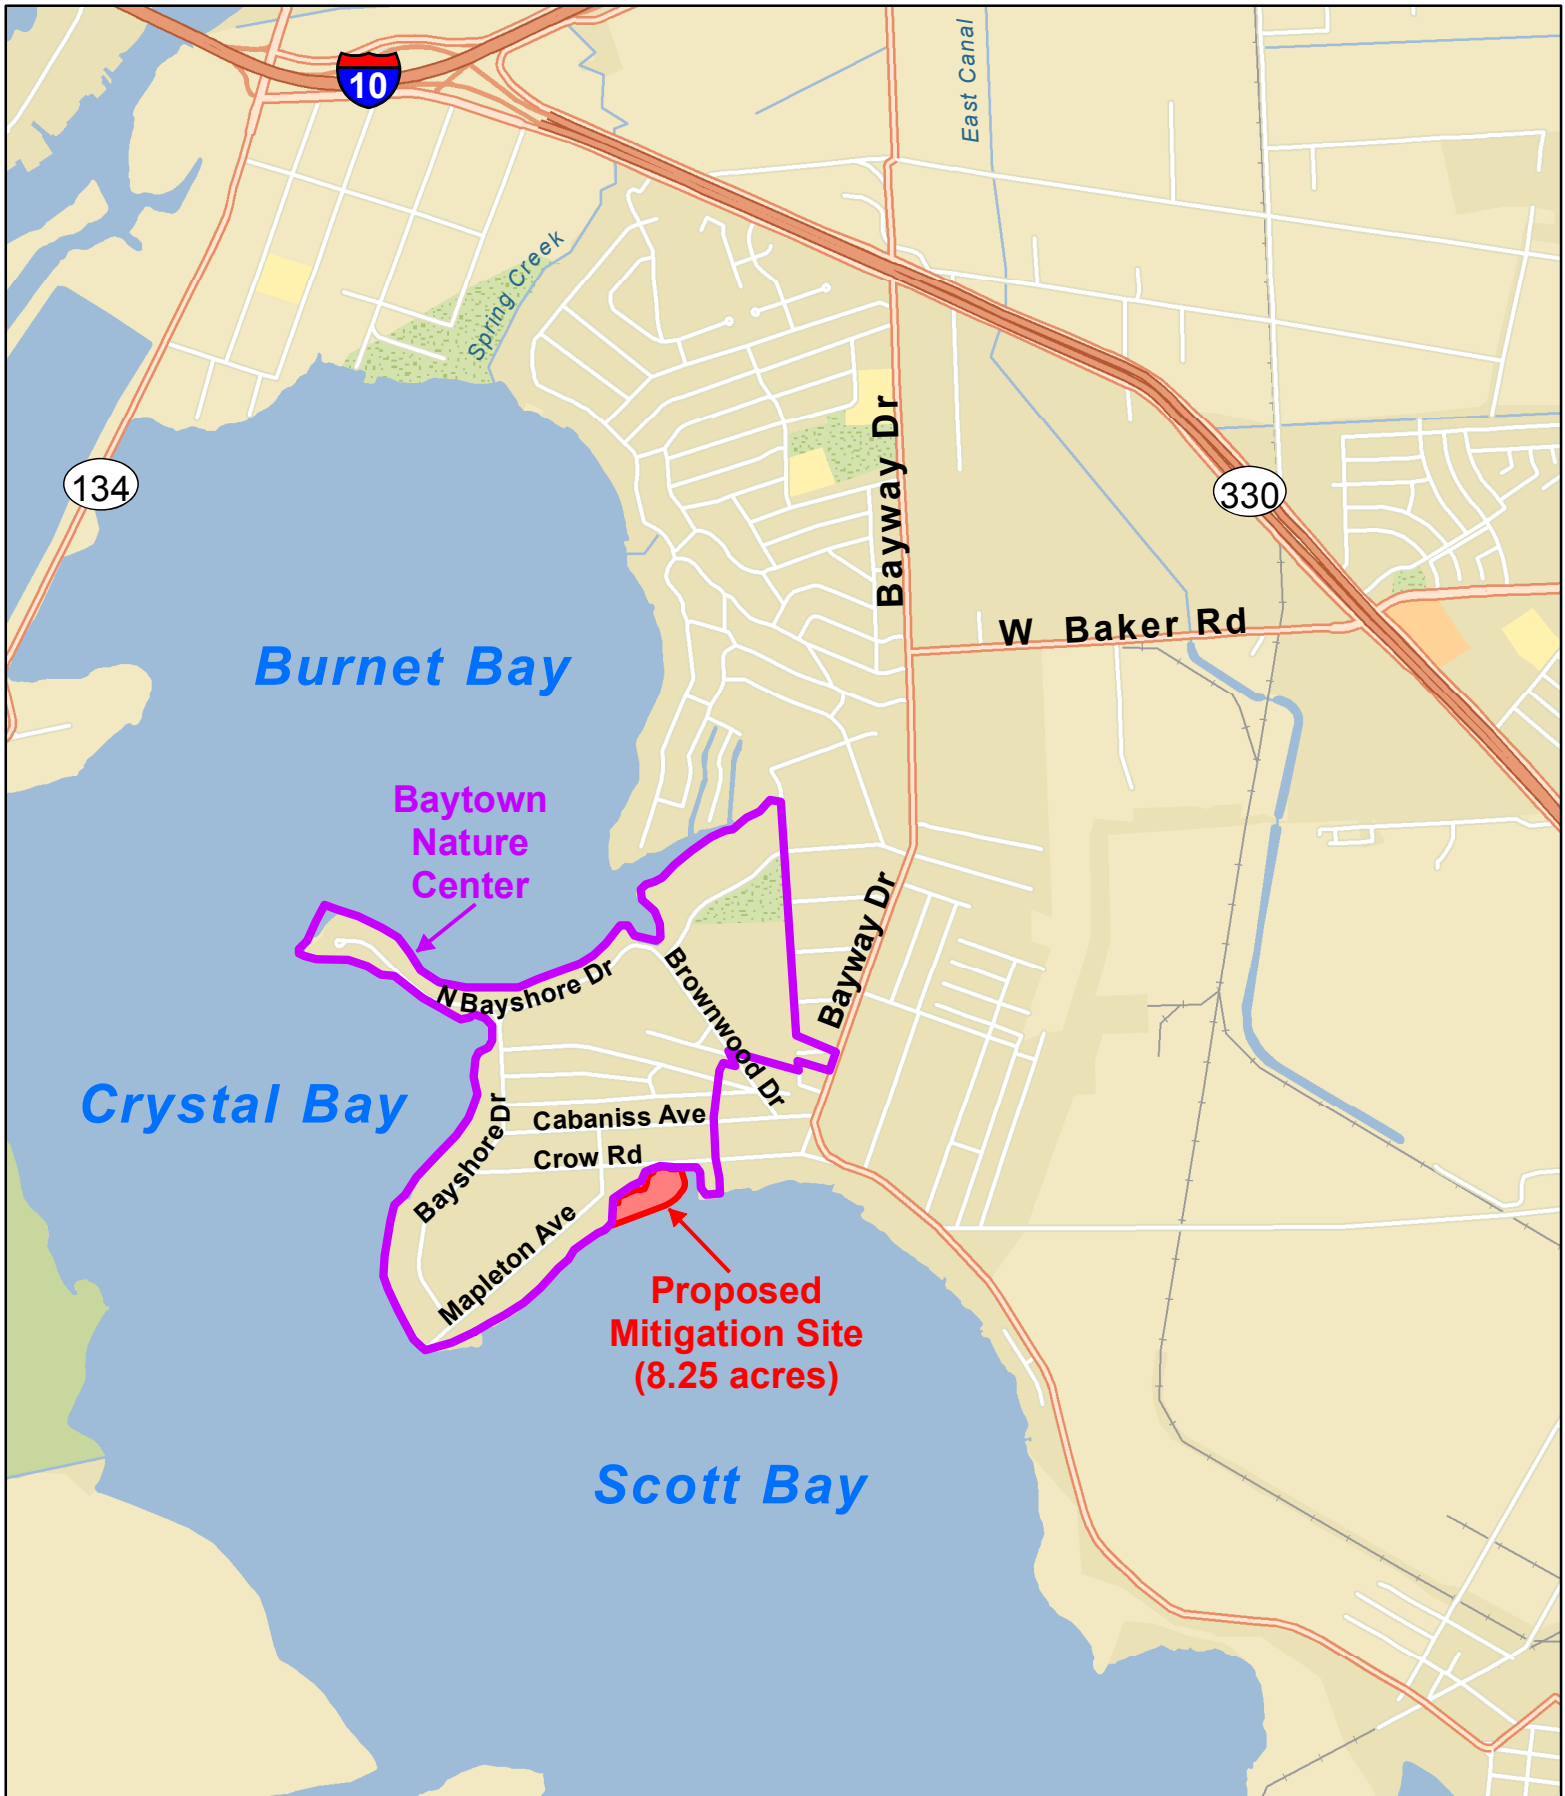 10
East Canal
Spring Creek
134
Bayway Dr
330
W Baker Rd
Burnet Bay
Baytown
Nature
Center
N Bayshore Dr
Brownwood Dr
Bayway Dr
Crystal Bay
Bayshore Dr
Cabaniss Ave
Crow Rd
Mapleton Ave
Proposed
Mitigation Site
(8.25 acres)
Scott Bay